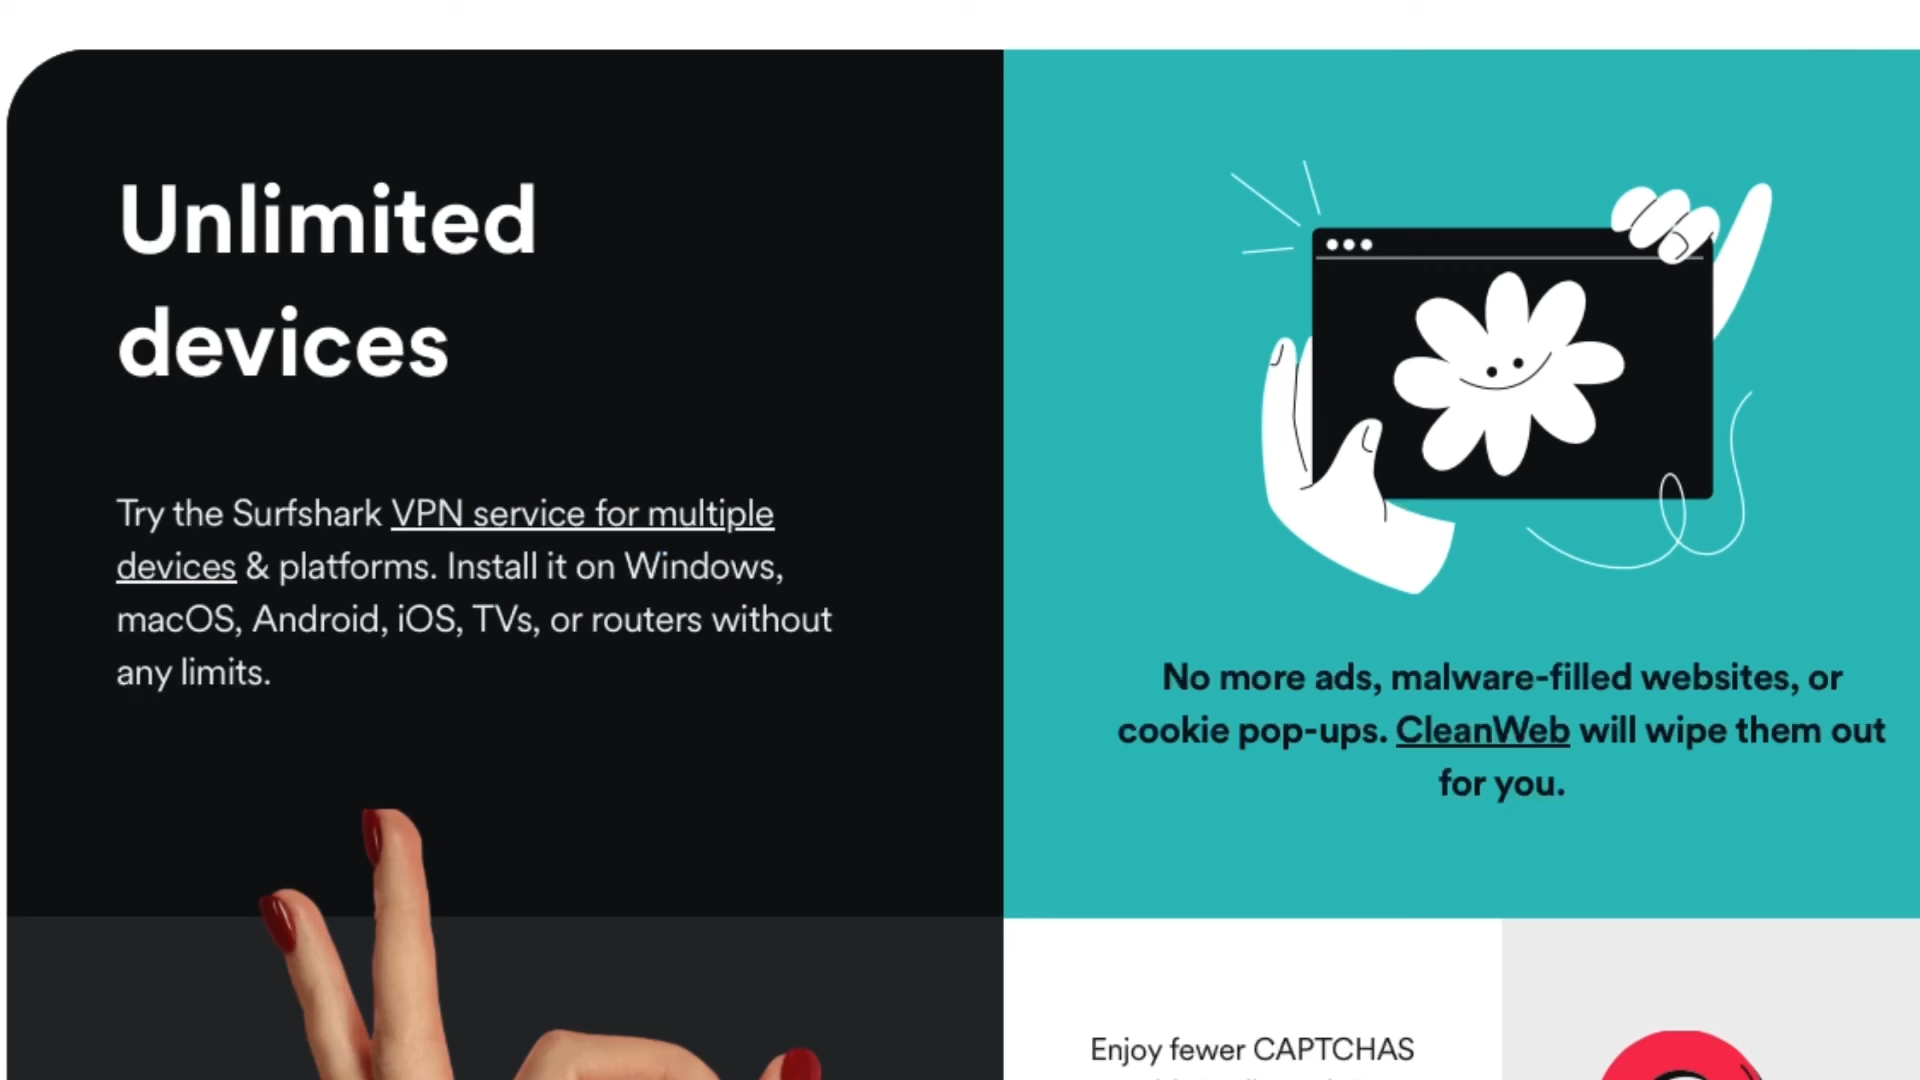 Unlimited
devices
Try the Surfshark VPN service for multiple
devices & platforms. Install it on Windows,
macOS, Android, iOS, TVs, or routers without
any limits.
No more ads, malware-filled websites, or
cookie pop-ups. CleanWeb will wipe them out
for you.
Enjoy fewer CAPTCHAS